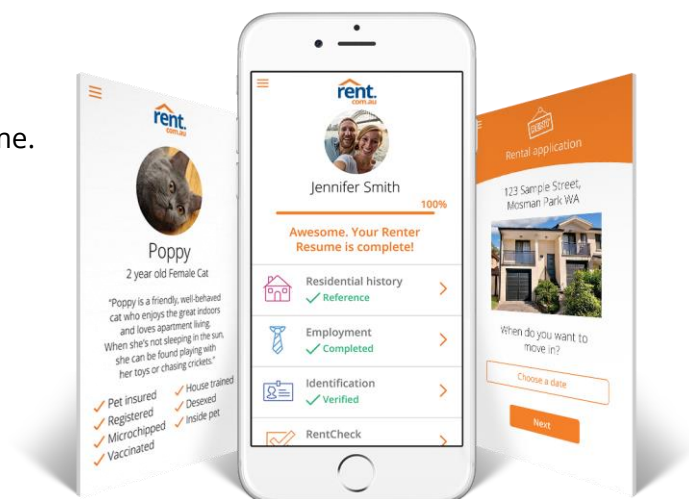 me.
rent.
com.au
Poppy
2 year old Female Cat
"Poppy is a friendly, well-behaved
cat who enjoys the great indoors
and loves apartment living.
When she's not sleeping in the sun,
she can be found playing with
her toys or chasing crickets."
Pet insured
Registered
Microchipped
Vaccinated
House trained
Desexed
Inside pet
rent.
com.au
Jennifer Smith
100%
Awesome. Your Renter
Resume is complete!
Residential history
Reference
Employment
Completed
Identification
Verified
RentCheck
Rental application
123 Sample Street,
Mosman Park WA
When do you want to
move in?
Choose a date
Next